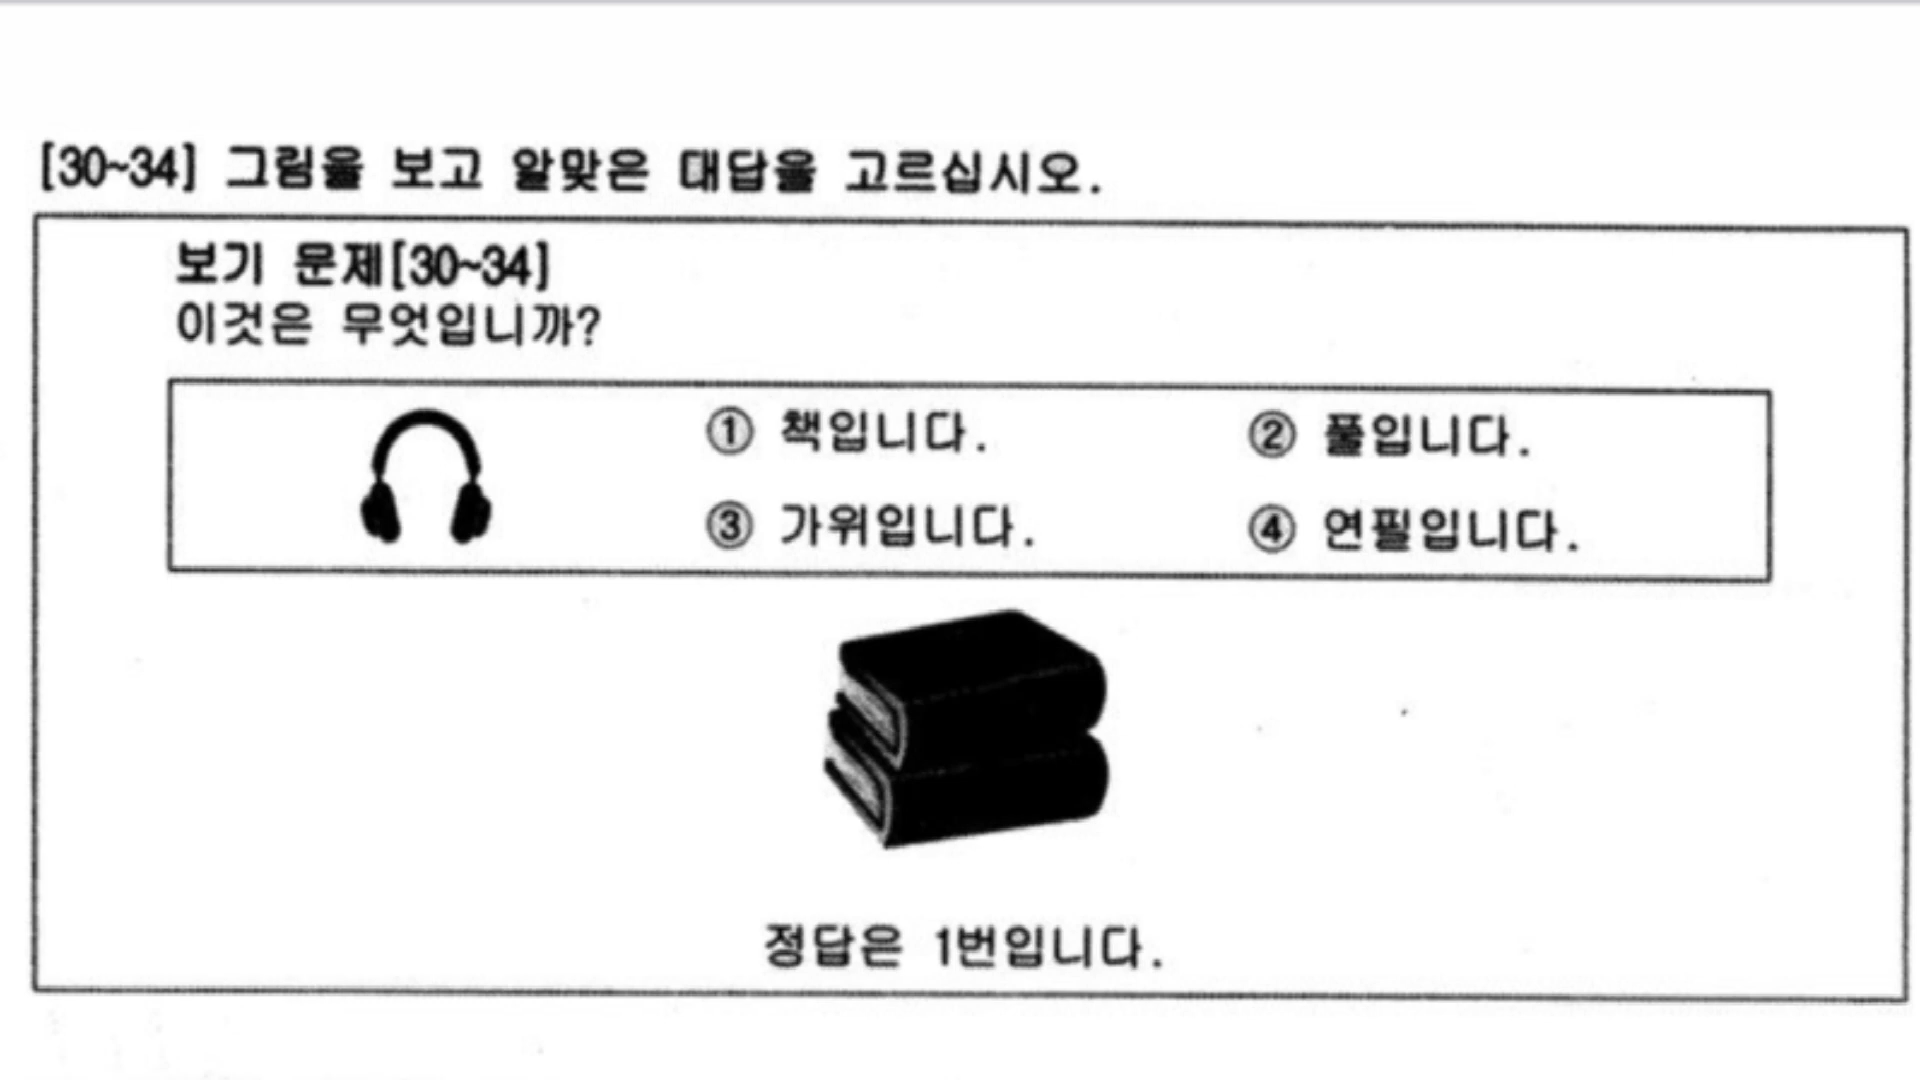 [30~34] 그림을 보고 알맞은 대답을 고르십시오.
보기 문제[30~34]
이것은 무엇입니까?
① 책입니다. ② 풀입니다.
③ 가위입니다. ④ 연필입니다.
정답은 1번입니다.